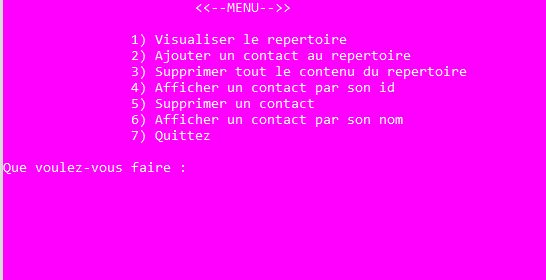 <<--MENU-->>
1) Visualiser le repertoire
2) Ajouter un contact au repertoire
3) Supprimer tout le contenu du repertoire
4) Afficher un contact par son id
5) Supprimer un contact
6) Afficher un contact par son nom
7) Quittez
Que voulez-vous faire :